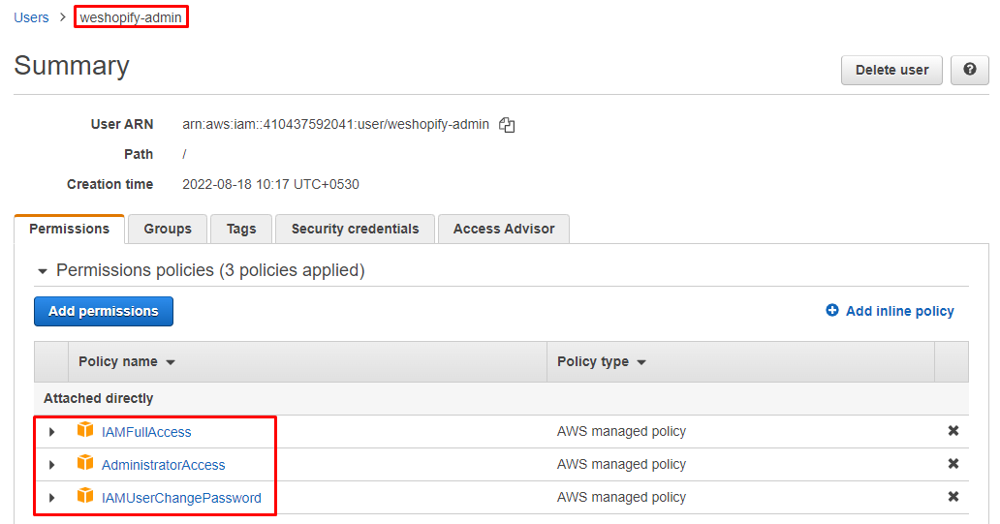 Users > weshopify-admin
Summary
Delete user
?
User ARN arn:aws:iam::410437592041:user/weshopify-admin
Path /
Creation time 2022-08-18 10:17 UTC+0530
Permissions Groups Tags Security credentials Access Advisor
Permissions policies (3 policies applied)
Add permissions Add inline policy
Policy name Policy type
Attached directly
IAMFullAccess AWS managed policy
AdministratorAccess AWS managed policy
IAMUserChangePassword AWS managed policy